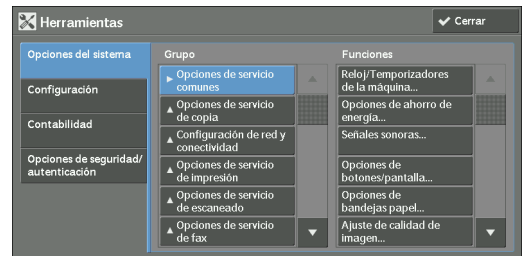 Herramientas
Cerrar
Opciones del sistema
Configuración
Contabilidad
Opciones de seguridad/
autenticación
Grupo
Opciones de servicio
comunes
Opciones de servicio
de copia
Configuración de red y
conectividad
Opciones de servicio
de impresión
Opciones de servicio
de escaneado
Opciones de servicio
de fax
Funciones
Reloj/Temporizadores
de la máquina...
Opciones de ahorro de
energía...
Señales sonoras...
Opciones de
botones/pantalla...
Opciones de
bandejas papel...
Ajuste de calidad de
imagen...